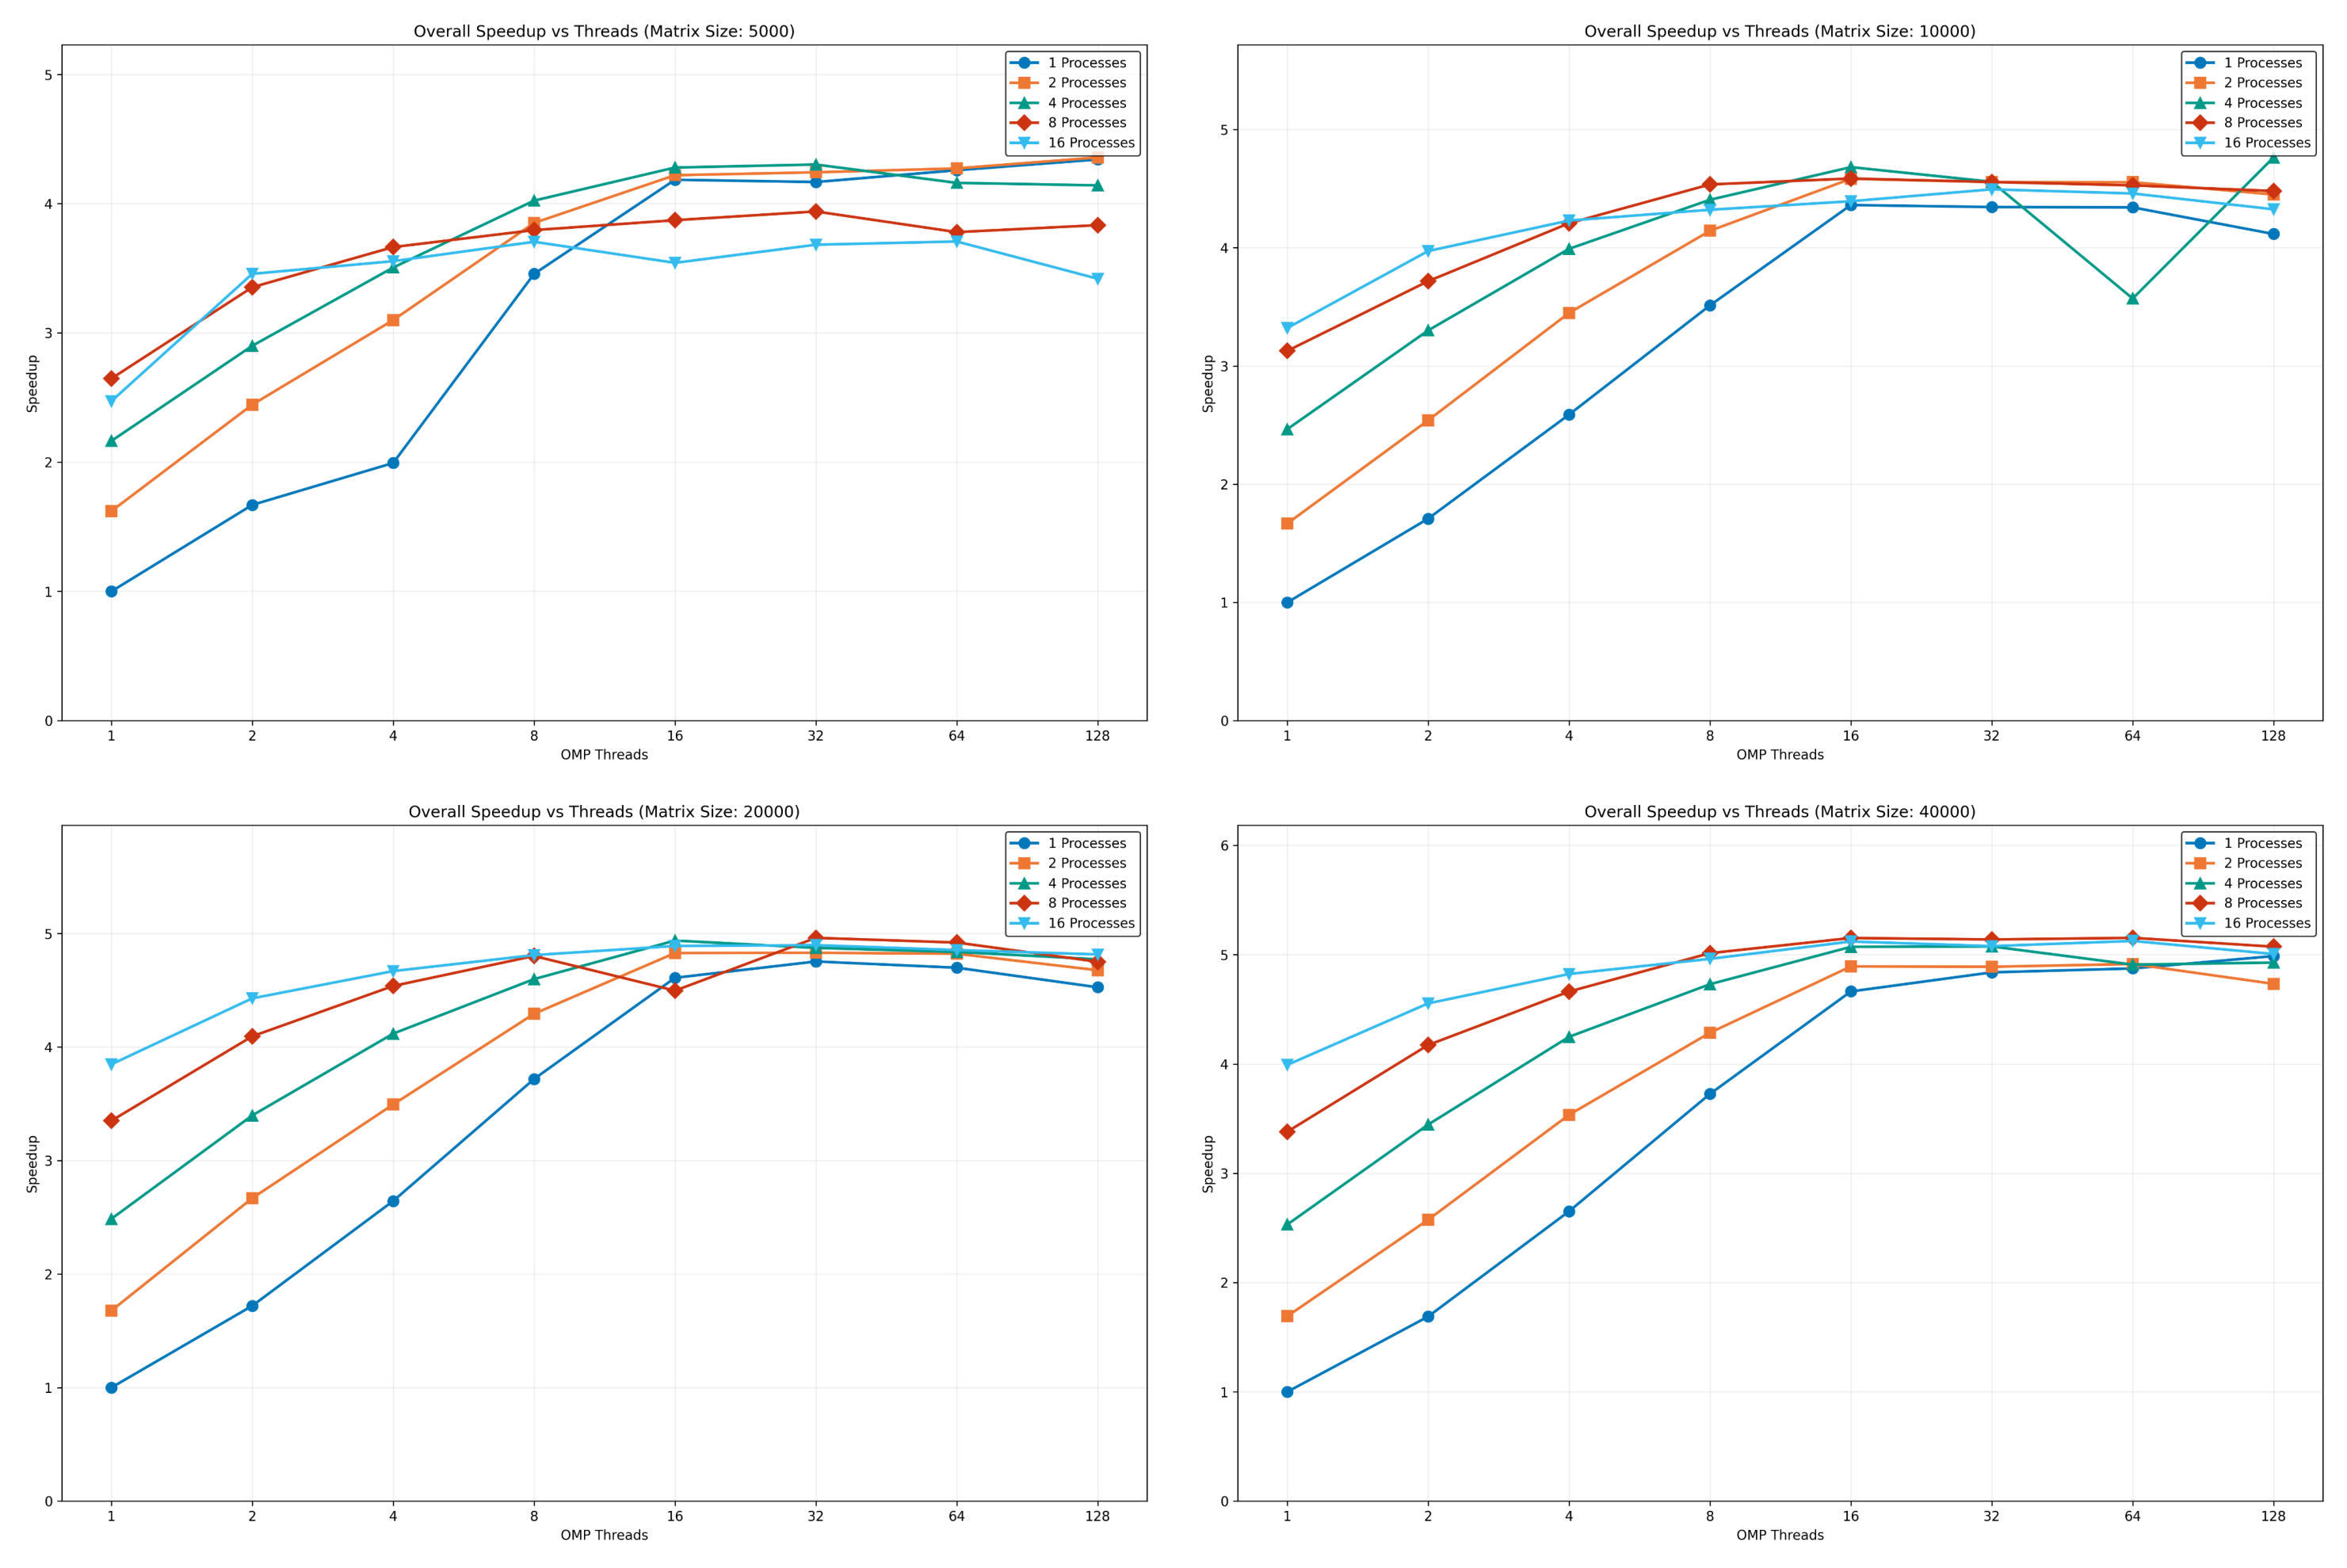 Overall Speedup vs Threads (Matrix Size: 5000)
Speedup
5
4
3
2
1
0
1 Processes
2 Processes
4 Processes
8 Processes
16 Processes
1 2 4 8 16 32 64 128
OMP Threads
Overall Speedup vs Threads (Matrix Size: 10000)
Speedup
5
4
3
2
1
0
1 Processes
2 Processes
4 Processes
8 Processes
16 Processes
1 2 4 8 16 32 64 128
OMP Threads
Overall Speedup vs Threads (Matrix Size: 20000)
Speedup
5
4
3
2
1
0
1 Processes
2 Processes
4 Processes
8 Processes
16 Processes
1 2 4 8 16 32 64 128
OMP Threads
Overall Speedup vs Threads (Matrix Size: 40000)
Speedup
6
5
4
3
2
1
0
1 Processes
2 Processes
4 Processes
8 Processes
16 Processes
1 2 4 8 16 32 64 128
OMP Threads